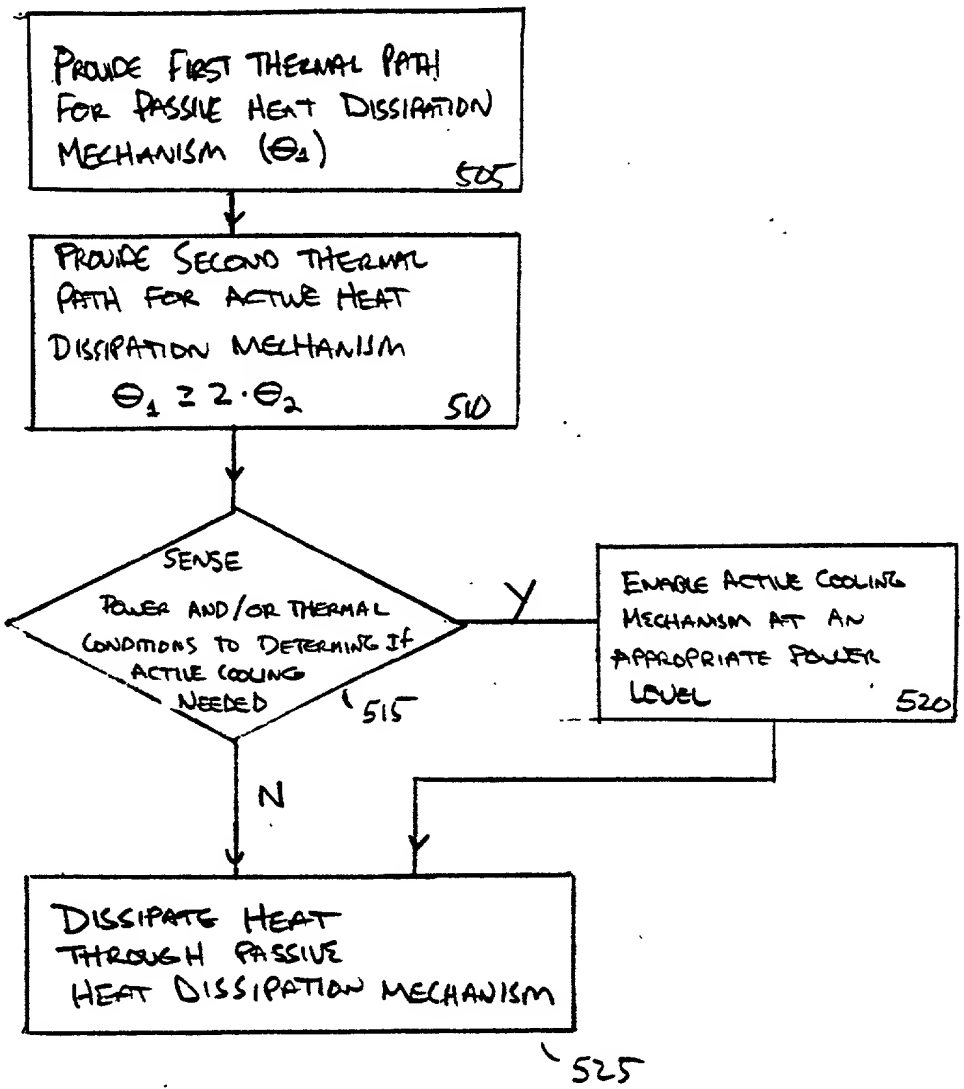 PROVIDE FIRST THERMAL PATH
FOR PASSIVE HEAT DISSIPATION
MECHANISM (Θ1)
505
PROVIDE SECOND THERMAL
PATH FOR ACTIVE HEAT
DISSIPATION MECHANISM
Θ1 ≥ 2·Θ2
510
SENSE
POWER AND/OR THERMAL
CONDITIONS TO DETERMING IF
ACTIVE COOLING
NEEDED
515
Y
ENABLE ACTIVE COOLING
MECHANISM AT AN
APPROPRIATE POWER
LEVEL
520
N
DISSIPATE HEAT
THROUGH PASSIVE
HEAT DISSIPATION MECHANISM
525